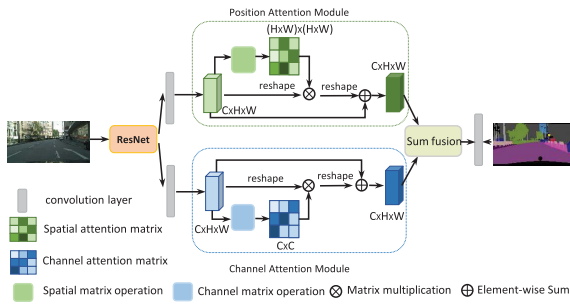 Position Attention Module
(HxW)x(HxW)
reshape
reshape
CxHxW
CxHxW
ResNet
Sum fusion
reshape
reshape
CxHxW
CxC
CxHxW
Channel Attention Module
convolution layer
Spatial attention matrix
Channel attention matrix
Spatial matrix operation
Channel matrix operation
Matrix multiplication
Element-wise Sum